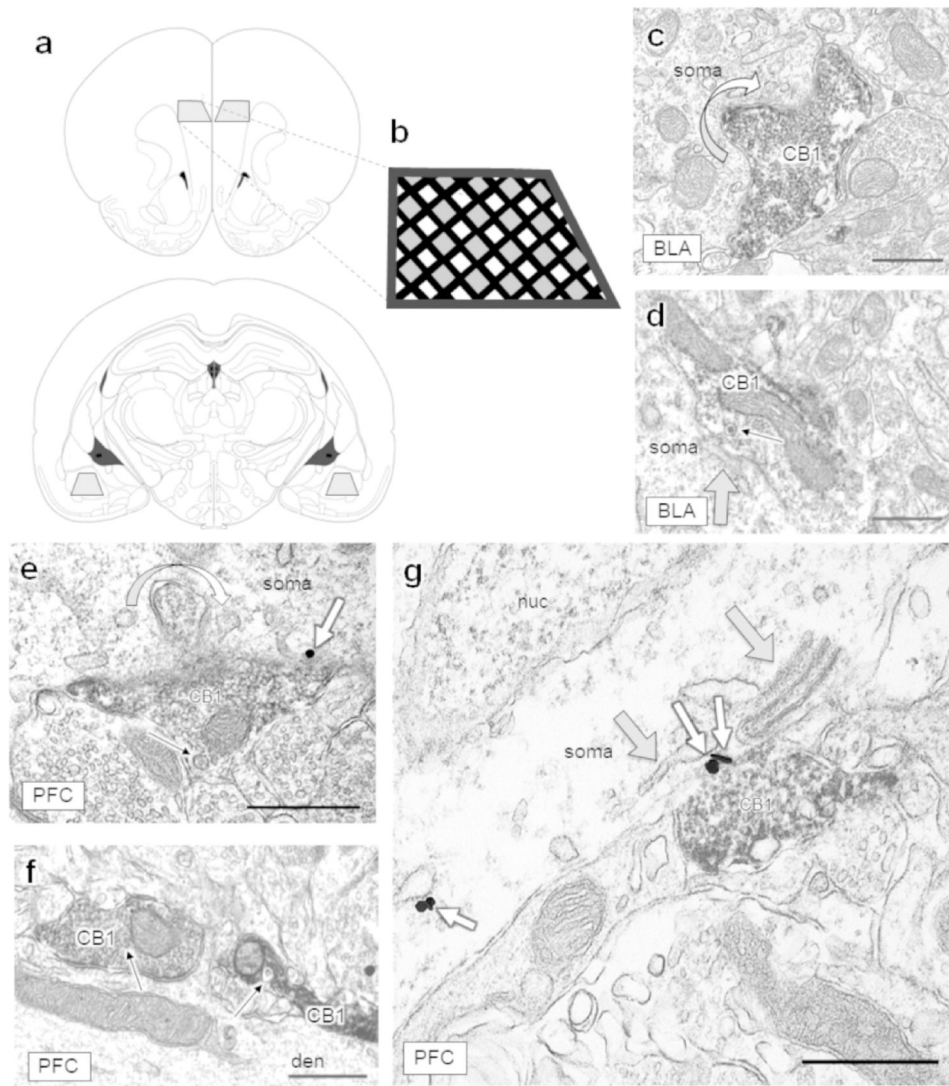 a
b
c
soma
CB1
BLA
d
CB1
soma
BLA
e
soma
CB1
PFC
f
CB1
CB1
PFC
den
g
nuc
soma
CB1
PFC